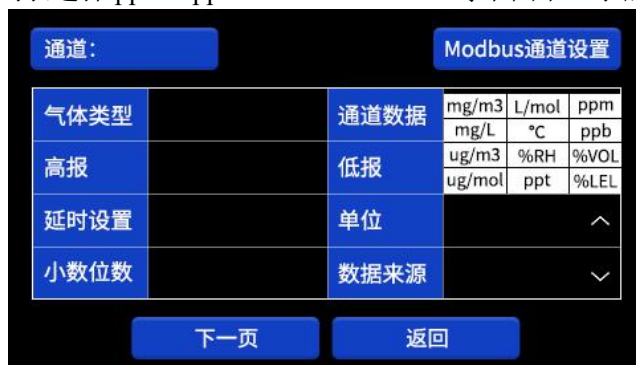 通道： Modbus通道设置
气体类型 通道数据 mg/m3 L/mol ppm
mg/L °C ppb
高报 低报 ug/m3 %RH %VOL
ug/mol ppt %LEL
延时设置 单位
小数位数 数据来源
下一页 返回